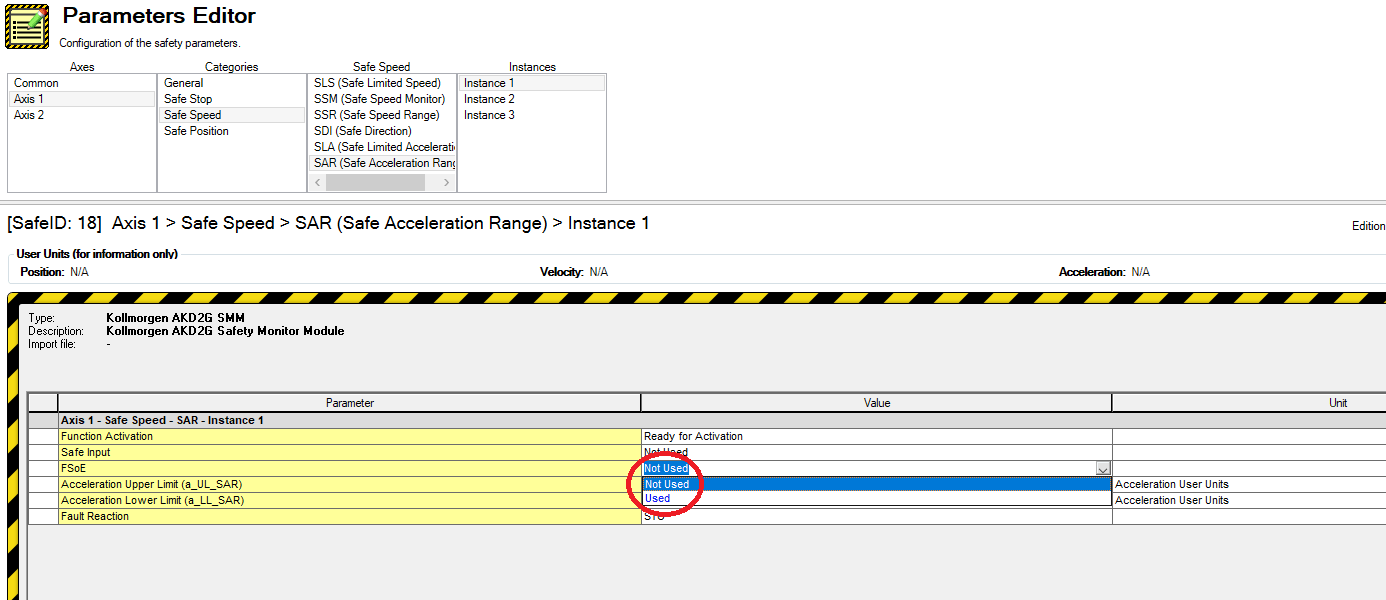 Parameters Editor
Configuration of the safety parameters.
Axes Categories Safe Speed Instances
Common General SLS (Safe Limited Speed) Instance 1
Axis 1 Safe Stop SSM (Safe Speed Monitor) Instance 2
Axis 2 Safe Speed SSR (Safe Speed Range) Instance 3
Safe Position SDI (Safe Direction)
SLA (Safe Limited Accelerati
SAR (Safe Acceleration Rang
[SafeID: 18] Axis 1 > Safe Speed > SAR (Safe Acceleration Range) > Instance 1
Edition
User Units (for information only)
Position: N/A Velocity: N/A Acceleration: N/A
Type: Kollmorgen AKD2G SMM
Description: Kollmorgen AKD2G Safety Monitor Module
Import file: -
Parameter Value Unit
Axis 1 - Safe Speed - SAR - Instance 1
Function Activation Ready for Activation
Safe Input Not Used
FSoE Not Used
Acceleration Upper Limit (a_UL_SAR) Not Used Acceleration User Units
Acceleration Lower Limit (a_LL_SAR) Used Acceleration User Units
Fault Reaction STO